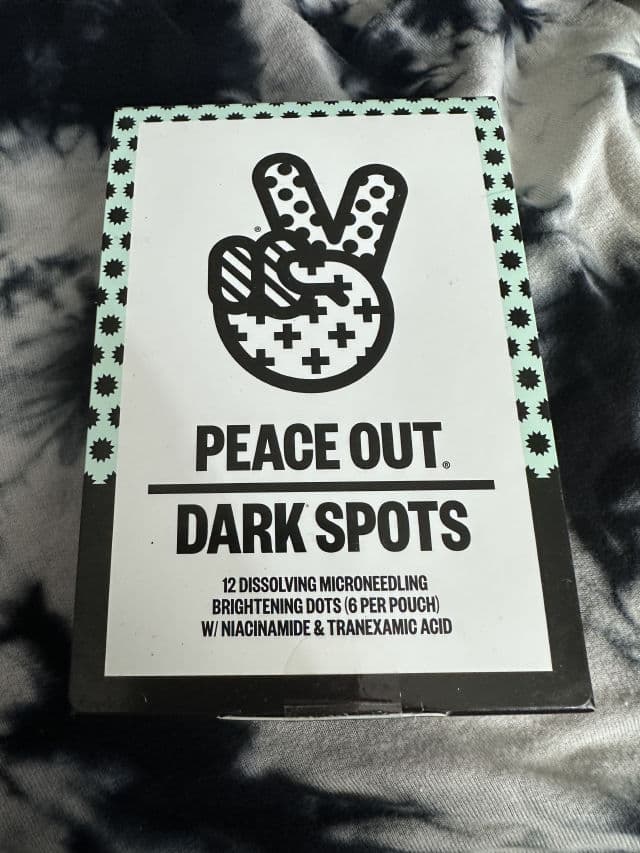 ®
PEACE OUT®
DARK SPOTS
12 DISSOLVING MICRONEEDLING
BRIGHTENING DOTS (6 PER POUCH)
W/ NIACINAMIDE & TRANEXAMIC ACID